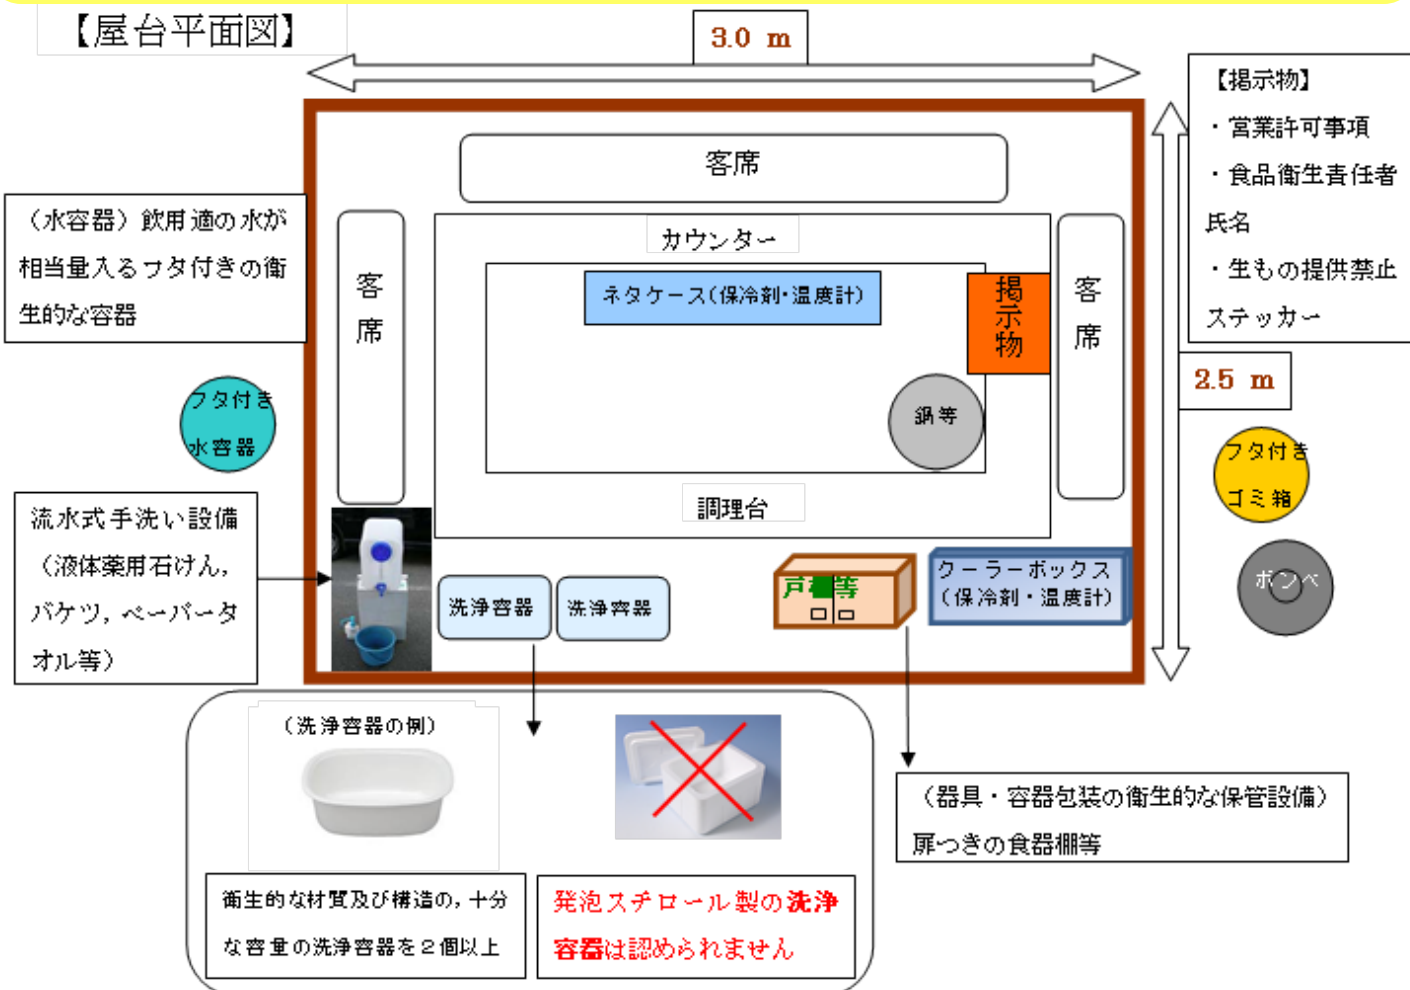 【屋台平面図】
3.0 m
【掲示物】
・営業許可事項
・食品衛生責任者
氏名
・生もの提供禁止
ステッカー
客席
(水容器)飲用適の水が
相当量入るフタ付きの衛
生的な容器
カウンター
客席
ネタケース(保冷剤・温度計)
掲示物
客席
2.5 m
フタ付き
水容器
鍋等
フタ付き
ゴミ箱
調理台
流水式手洗い設備
(液体薬用石けん,
バケツ,ペーパータ
オル等)
洗浄容器
洗浄容器
戸棚等
クーラーボックス
(保冷剤・温度計)
ボンベ
(洗浄容器の例)
(器具・容器包装の衛生的な保管設備)
扉つきの食器棚等
衛生的な材質及び構造の,十分
な容量の洗浄容器を2個以上
発泡スチロール製の洗浄
容器は認められません